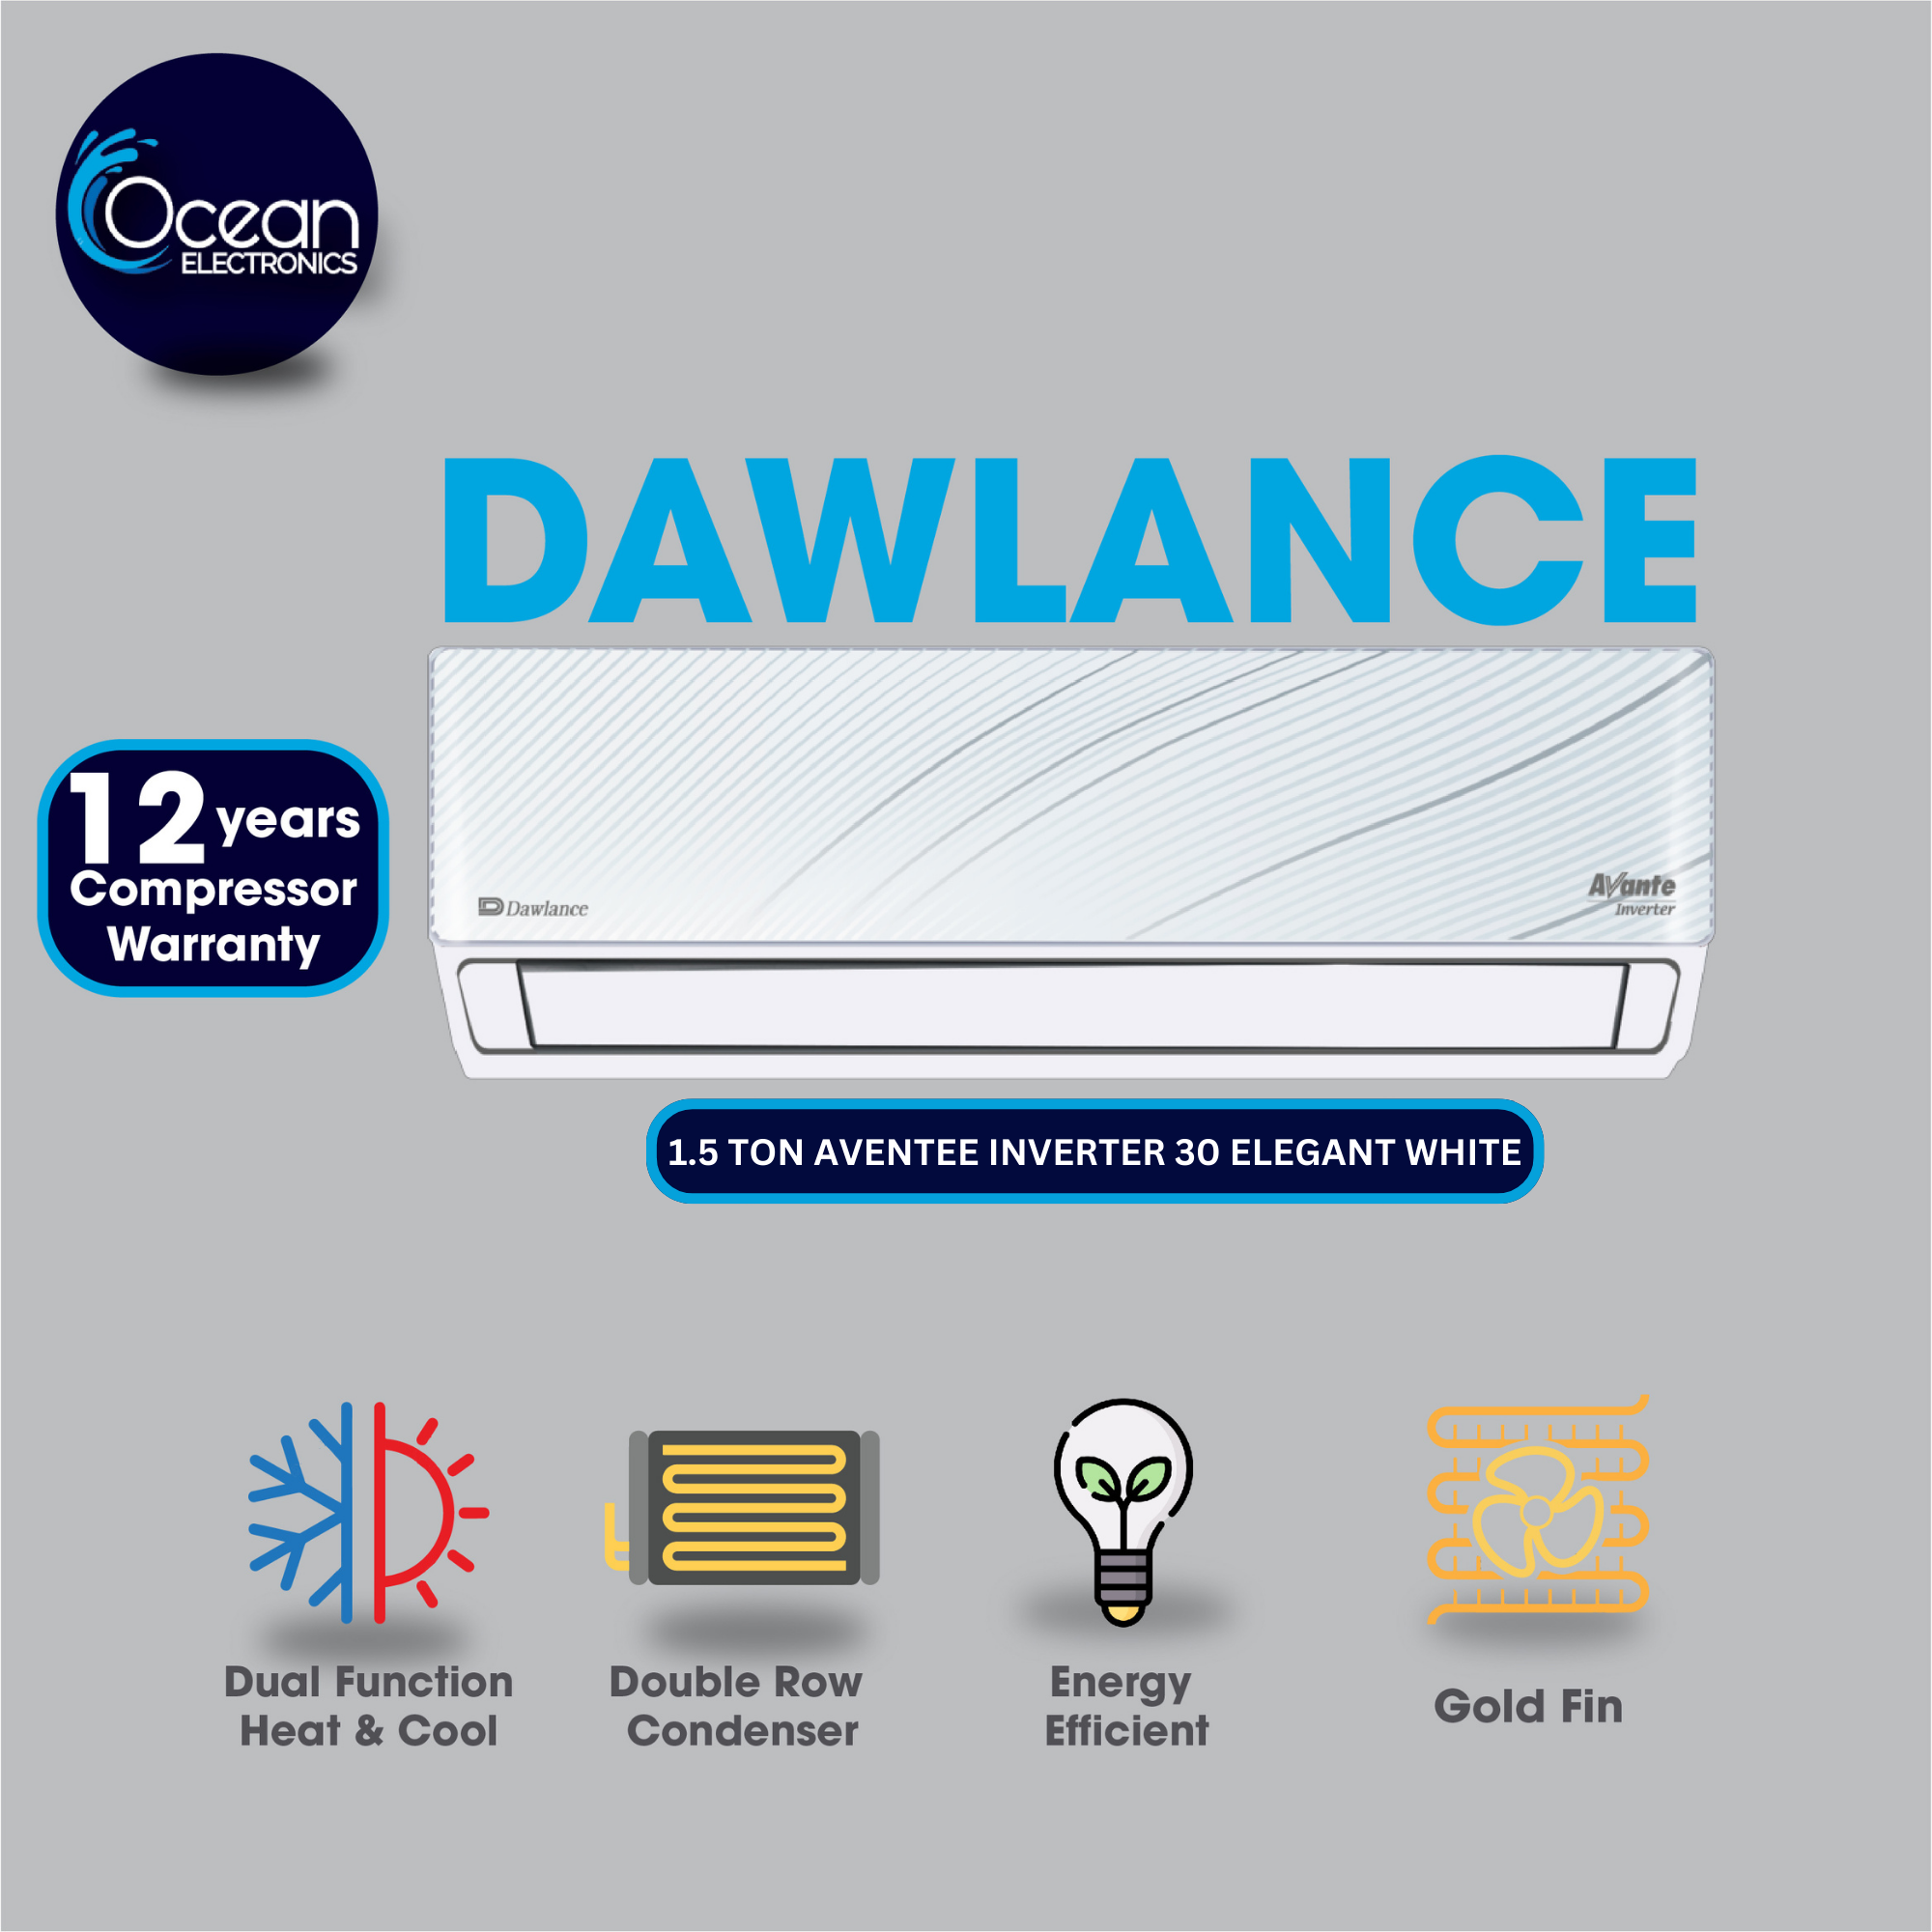 Ocean
ELECTRONICS
DAWLANCE
12 years
Compressor
Warranty
Dawlance
Avante
Inverter
1.5 TON AVENTEE INVERTER 30 ELEGANT WHITE
Dual Function
Heat & Cool
Double Row
Condenser
Energy
Efficient
Gold Fin